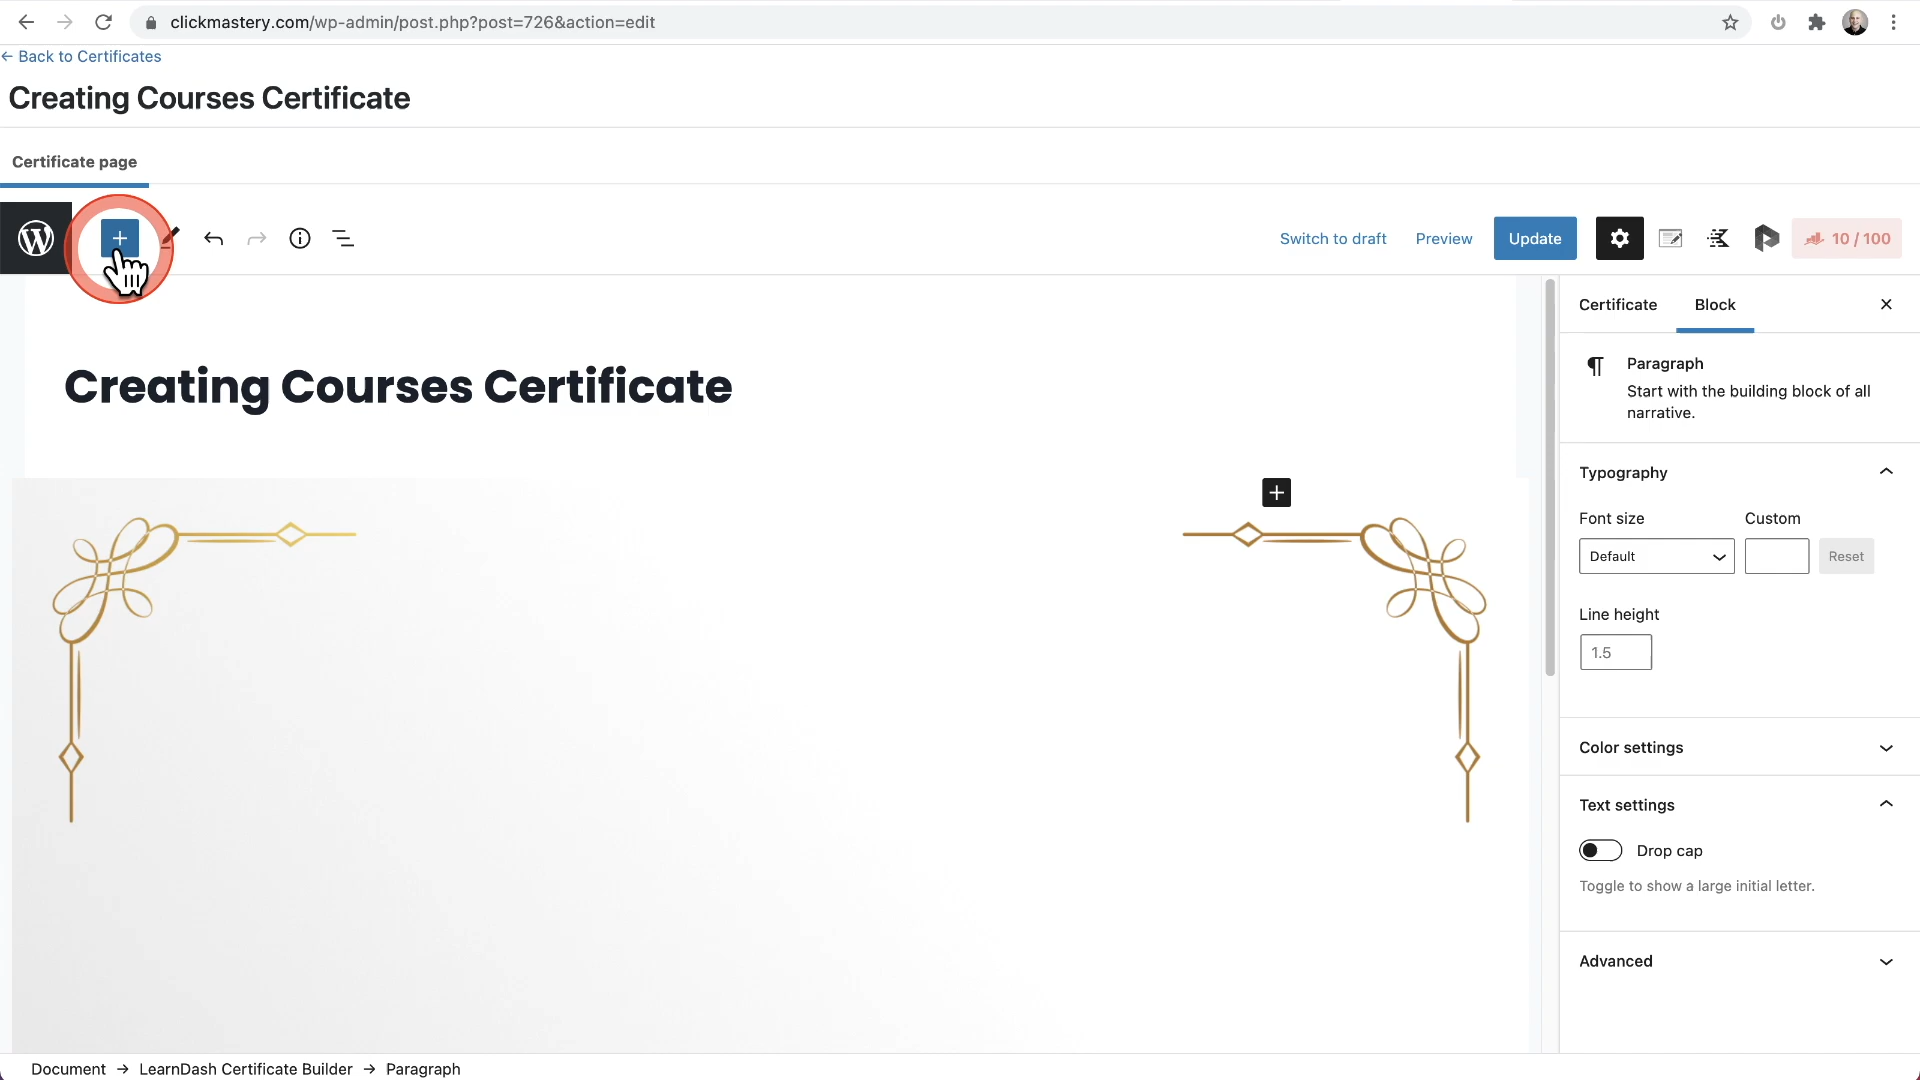 clickmastery.com/wp-admin/post.php?post=726&action=edit
← Back to Certificates
Creating Courses Certificate
Certificate page
Switch to draft
Preview
Update
10 / 100
Certificate
Block
Creating Courses Certificate
Paragraph
Start with the building block of all
narrative.
Typography
Font size
Custom
Default
Reset
Line height
1.5
Color settings
Text settings
Drop cap
Toggle to show a large initial letter.
Advanced
Document → LearnDash Certificate Builder → Paragraph